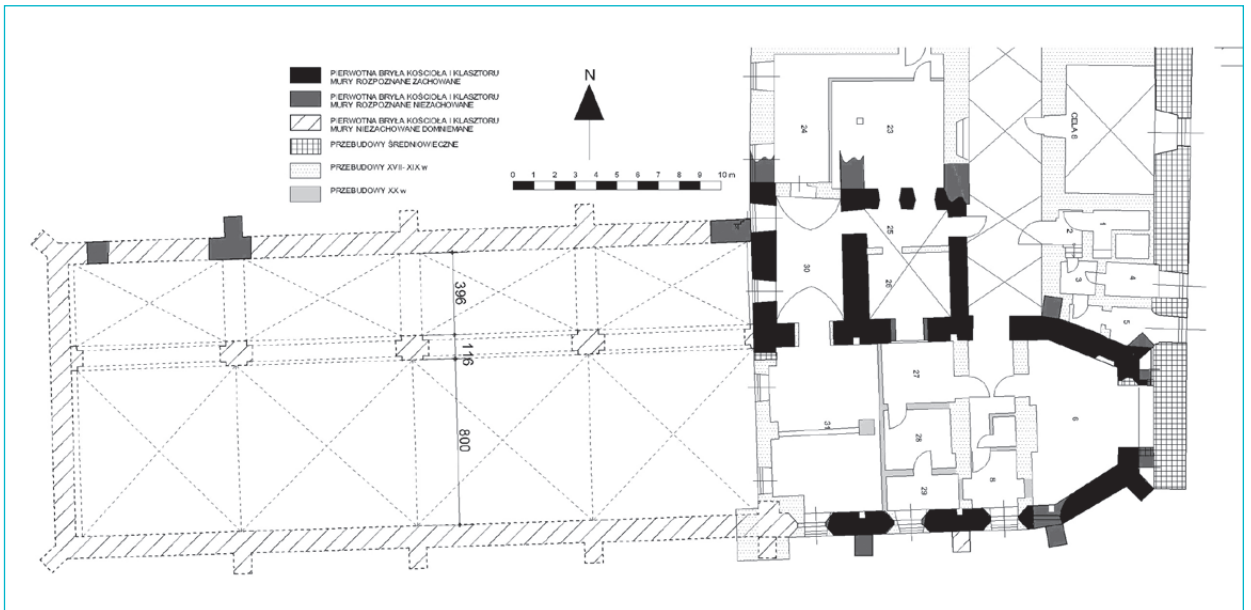 PIERWOTNA BRYŁA KOŚCIOŁA I KLASZTORU
MURY ROZPOZNANE ZACHOWANE
PIERWOTNA BRYŁA KOŚCIOŁA I KLASZTORU
MURY ROZPOZNANE NIEZACHOWANE
PIERWOTNA BRYŁA KOŚCIOŁA I KLASZTORU
MURY NIEZACHOWANE DOMNIEMANE
PRZEBUDOWY ŚREDNIOWIECZNE
PRZEBUDOWY XVII- XIX w
PRZEBUDOWY XX w
N
0 1 2 3 4 5 6 7 8 9 10 m
24
23
CELA 8
25
2
1
30
26
3
4
5
396
116
800
27
31
28
6
29
8